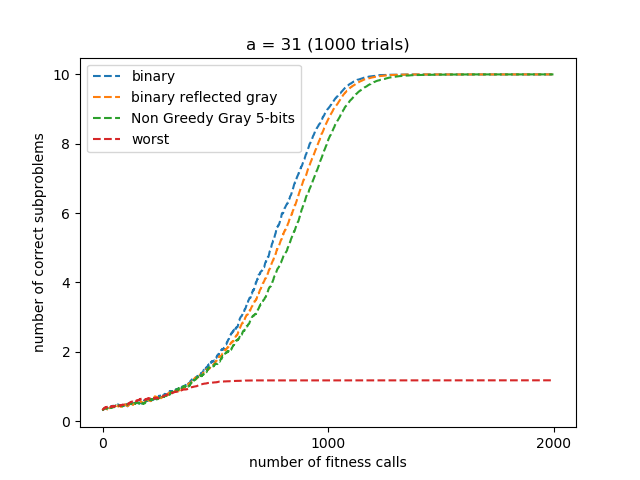 a = 31 (1000 trials)
binary
binary reflected gray
Non Greedy Gray 5-bits
worst
number of correct subproblems
10
8
6
4
2
0
0 1000 2000
number of fitness calls